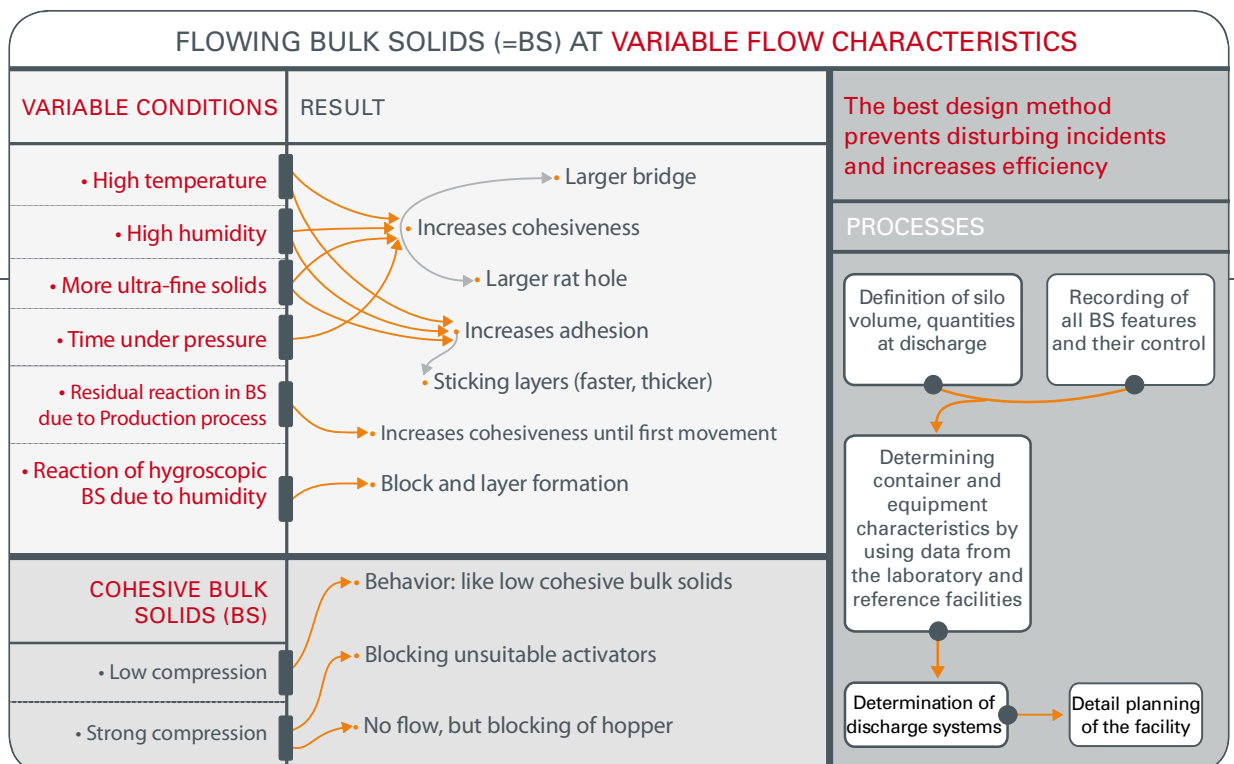 FLOWING BULK SOLIDS (=BS) AT VARIABLE FLOW CHARACTERISTICS
VARIABLE CONDITIONS
RESULT
• High temperature
• High humidity
• More ultra-fine solids
• Time under pressure
• Residual reaction in BS
due to Production process
• Reaction of hygroscopic
BS due to humidity
• Larger bridge
• Increases cohesiveness
• Larger rat hole
• Increases adhesion
• Sticking layers (faster, thicker)
• Increases cohesiveness until first movement
• Block and layer formation
COHESIVE BULK
SOLIDS (BS)
• Low compression
• Strong compression
• Behavior: like low cohesive bulk solids
• Blocking unsuitable activators
• No flow, but blocking of hopper
The best design method
prevents disturbing incidents
and increases efficiency
PROCESSES
Definition of silo
volume, quantities
at discharge
Recording of
all BS features
and their control
Determining
container and
equipment
characteristics by
using data from
the laboratory and
reference facilities
Determination of
discharge systems
Detail planning
of the facility